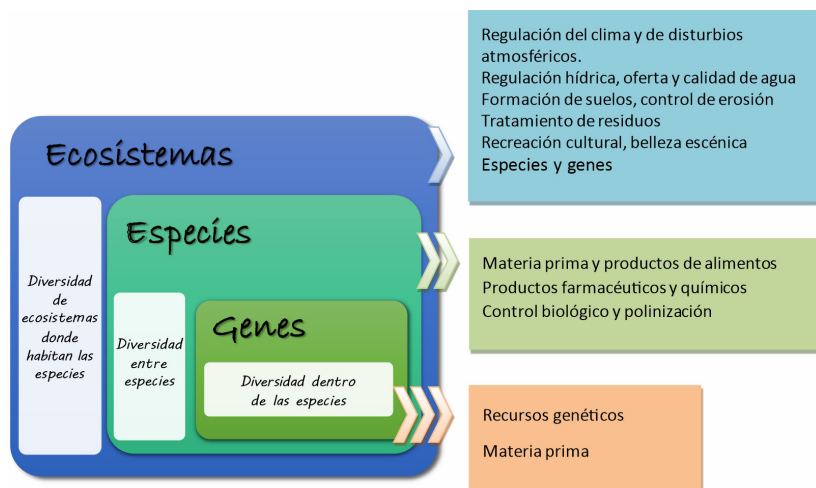 Ecosistemas
Diversidad
de
ecosistemas
donde
habitan las
especies
Especies
Diversidad
entre
especies
Genes
Diversidad dentro
de las especies
Regulación del clima y de disturbios
atmosféricos.
Regulación hídrica, oferta y calidad de agua
Formación de suelos, control de erosión
Tratamiento de residuos
Recreación cultural, belleza escénica
Especies y genes
Materia prima y productos de alimentos
Productos farmacéuticos y químicos
Control biológico y polinización
Recursos genéticos
Materia prima